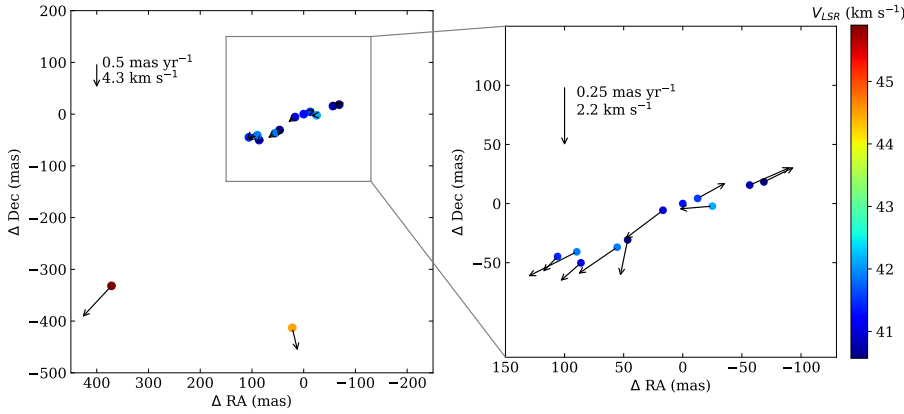 V_LSR (km s⁻¹)
200
100
0
−100
−200
−300
−400
−500
Δ Dec (mas)
0.5 mas yr⁻¹
4.3 km s⁻¹
400 300 200 100 0 −100 −200
Δ RA (mas)
100
50
0
−50
Δ Dec (mas)
0.25 mas yr⁻¹
2.2 km s⁻¹
150 100 50 0 −50 −100
Δ RA (mas)
45
44
43
42
41